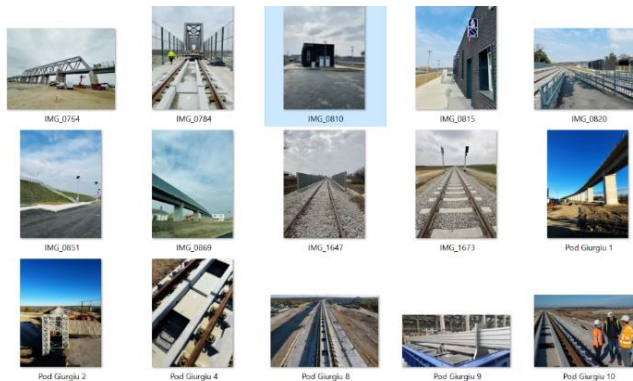 IMG_0764
IMG_0784
IMG_0810
IMG_0815
IMG_0820
IMG_0851
IMG_0869
IMG_1647
IMG_1673
Pod Giurgiu 1
Pod Giurgiu 2
Pod Giurgiu 4
Pod Giurgiu 8
Pod Giurgiu 9
Pod Giurgiu 10